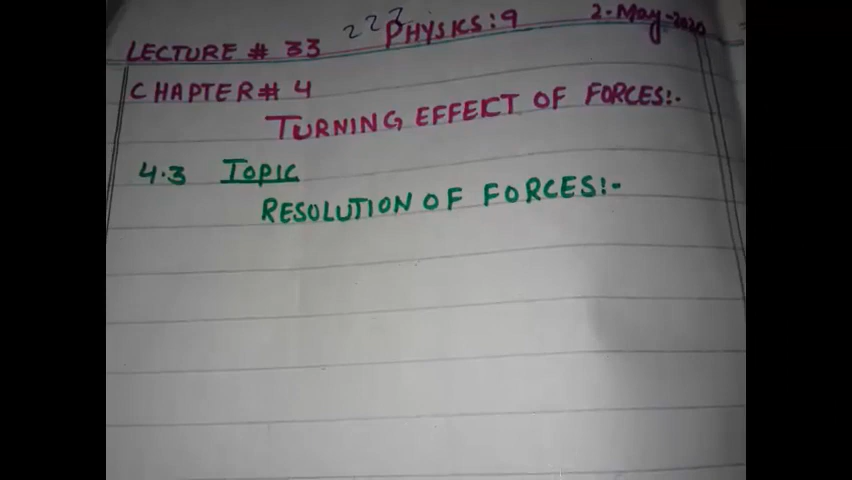 LECTURE # 33 222 PHYSICS:9 2-May-2020
CHAPTER# 4
TURNING EFFECT OF FORCES:-
4.3 TOPIC
RESOLUTION OF FORCES:-